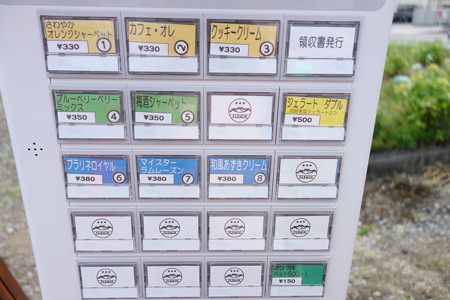 さわやか
オレンジシャーベット
¥330 ①
カフェ・オレ
¥330 ②
クッキークリーム
¥330 ③
領収書発行
ブルーベリーベリー
ミックス
¥350 ④
梅酒シャーベット
¥350 ⑤
ジェラート ダブル
¥500
プラリネロイヤル
¥380 ⑥
マイスター
ラムレーズン
¥380 ⑦
和風あずきクリーム
¥380 ⑧
¥150